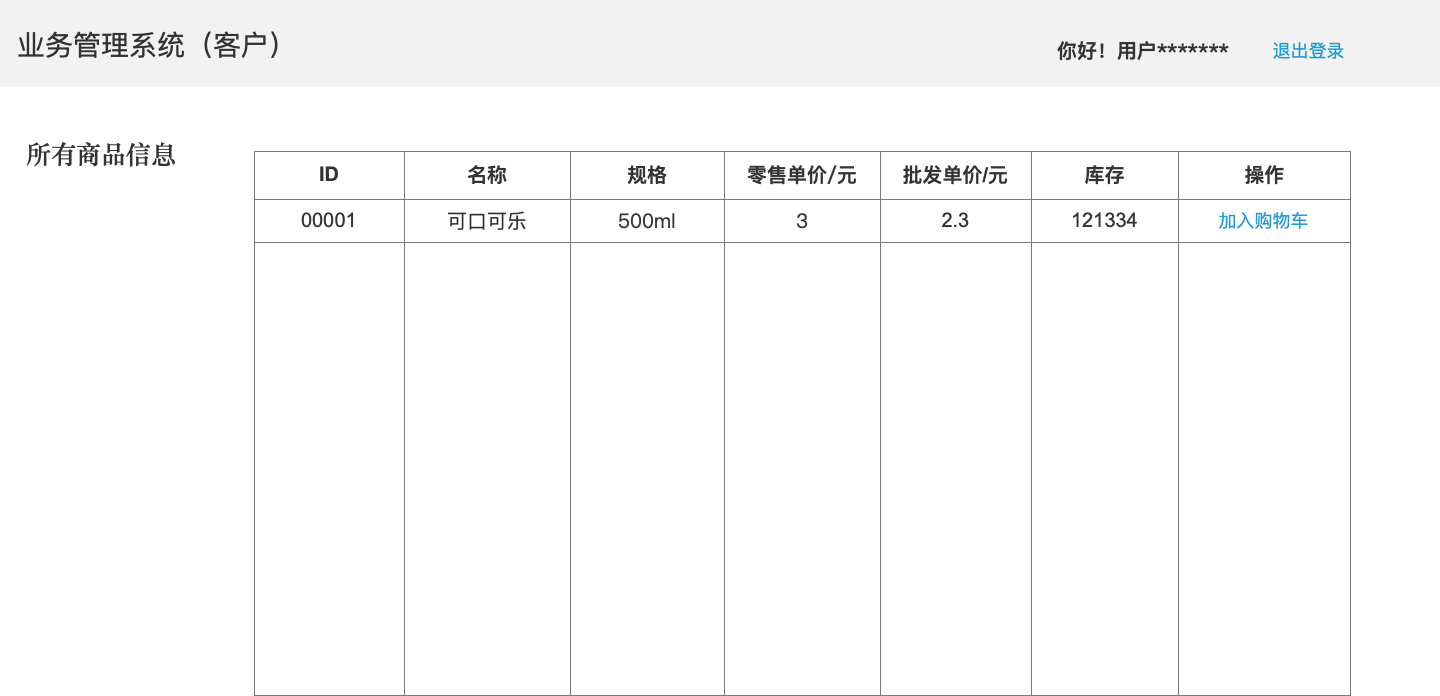 业务管理系统（客户）
你好！用户******* 退出登录
所有商品信息
ID 名称 规格 零售单价/元 批发单价/元 库存 操作
00001 可口可乐 500ml 3 2.3 121334 加入购物车